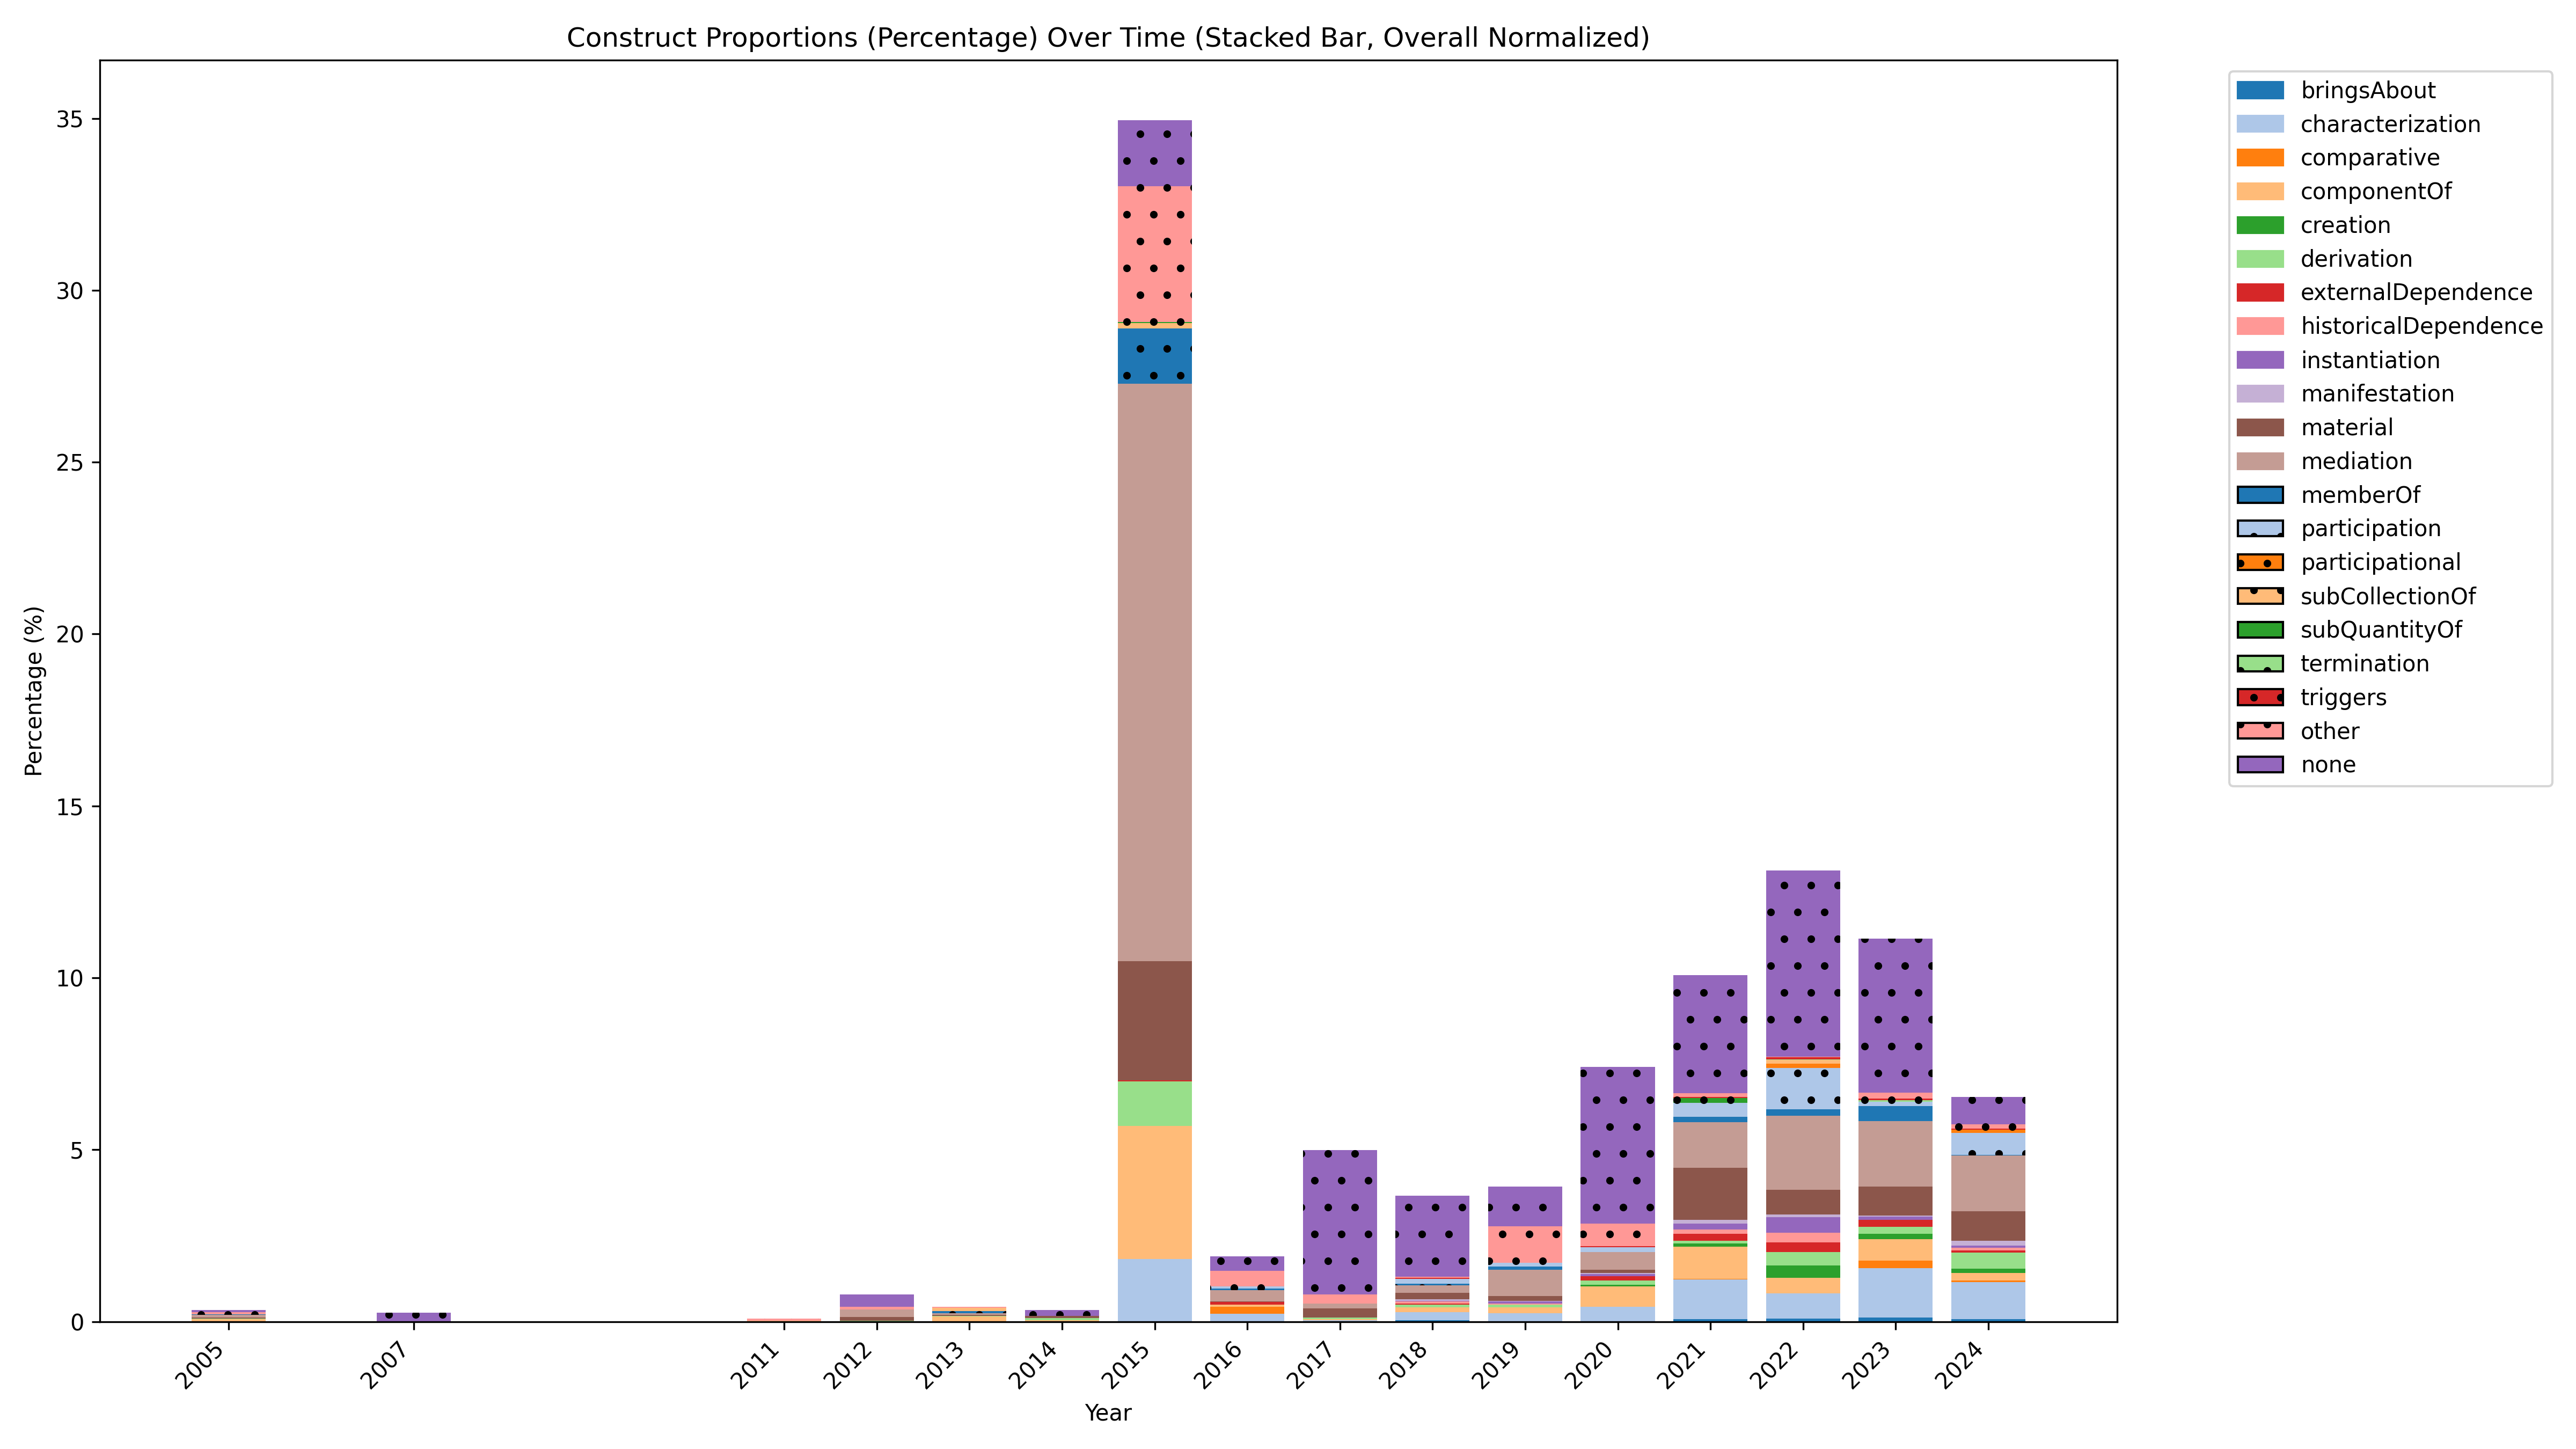 Construct Proportions (Percentage) Over Time (Stacked Bar, Overall Normalized)
Percentage (%)
35
30
25
20
15
10
5
0
2005
2007
2011
2012
2013
2014
2015
2016
2017
2018
2019
2020
2021
2022
2023
2024
Year
bringsAbout
characterization
comparative
componentOf
creation
derivation
externalDependence
historicalDependence
instantiation
manifestation
material
mediation
memberOf
participation
participational
subCollectionOf
subQuantityOf
termination
triggers
other
none